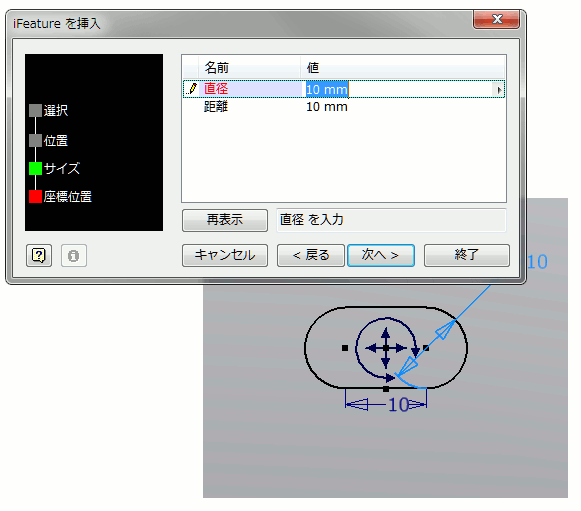 iFeature を挿入
選択
位置
サイズ
座標位置
名前 値
直径 10 mm
距離 10 mm
再表示 直径 を入力
キャンセル < 戻る 次へ > 終了
10
10